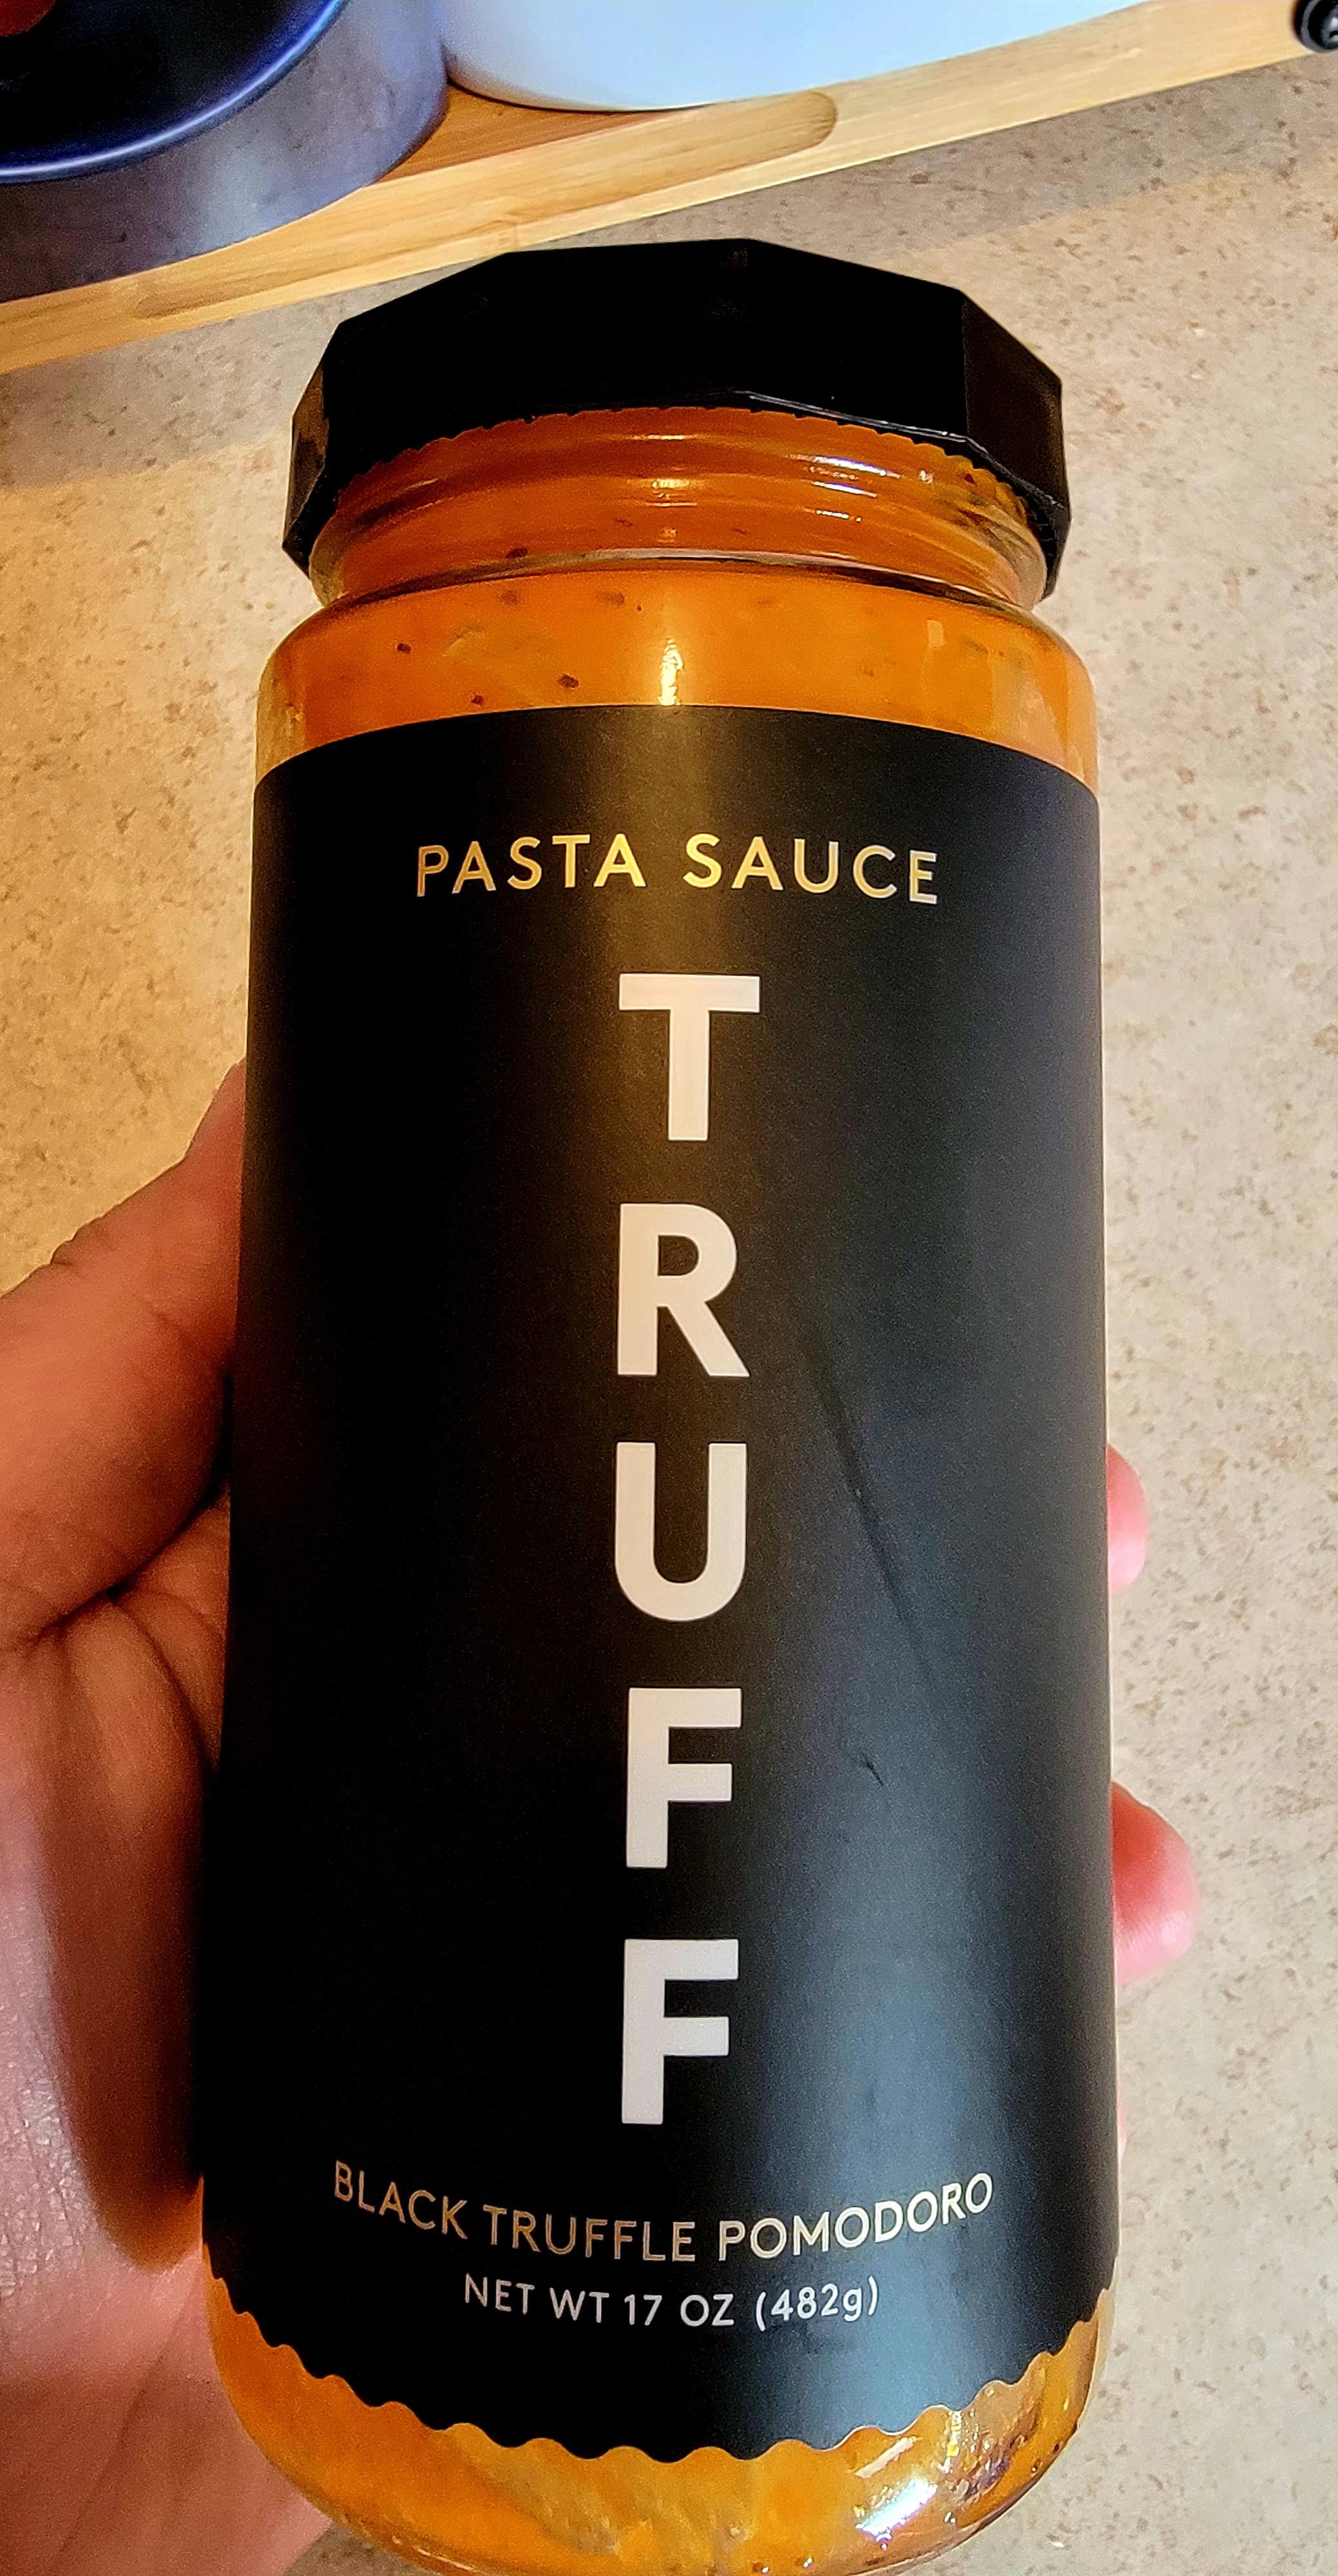 PASTA SAUCE
TRUFF
BLACK TRUFFLE POMODORO
NET WT 17 OZ (482g)